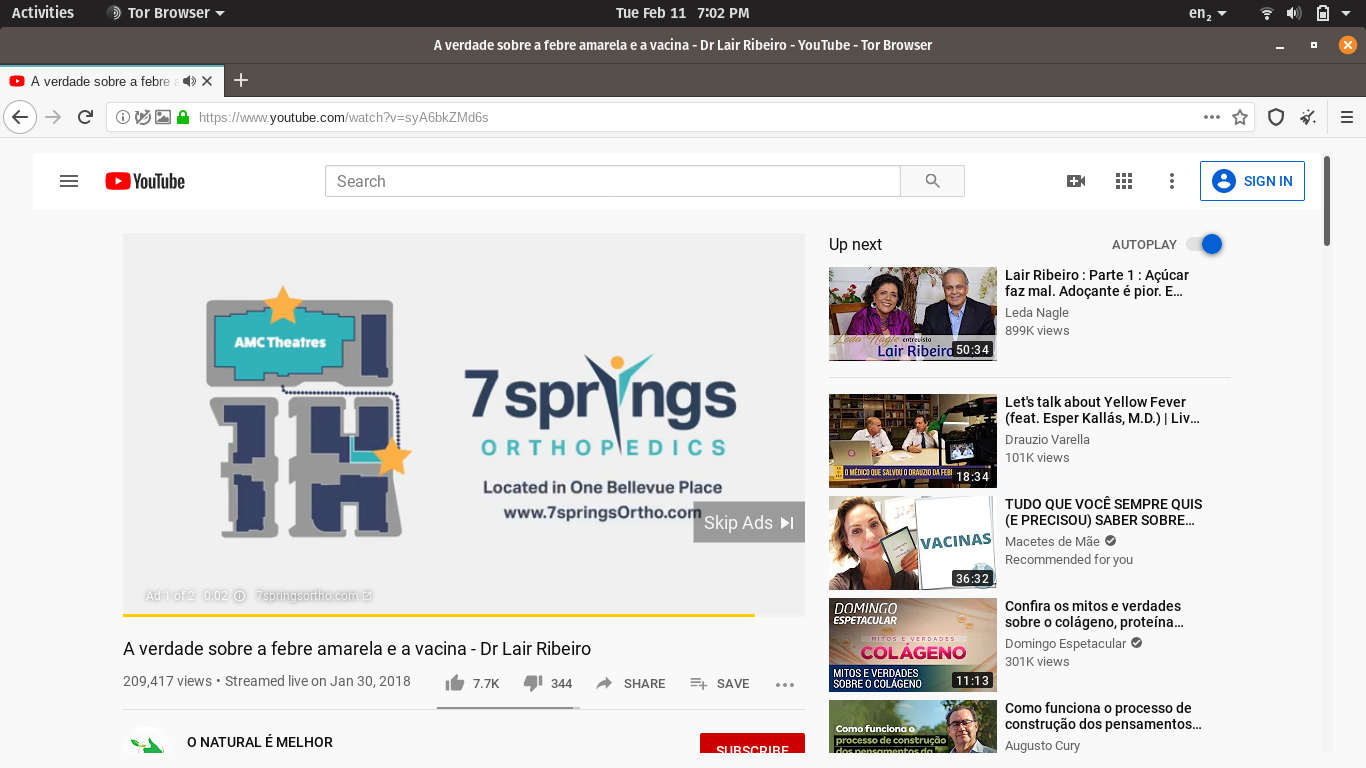 Activities
Tor Browser
Tue Feb 11 7:02 PM
en₂
A verdade sobre a febre amarela e a vacina - Dr Lair Ribeiro - YouTube - Tor Browser
A verdade sobre a febre a
https://www.youtube.com/watch?v=syA6bkZMd6s
YouTube
Search
SIGN IN
AMC Theatres
7springs
ORTHOPEDICS
Located in One Bellevue Place
www.7springsOrtho.com
Skip Ads
Ad 1 of 2 · 0:02
7springsortho.com
A verdade sobre a febre amarela e a vacina - Dr Lair Ribeiro
209,417 views • Streamed live on Jan 30, 2018
7.7K
344
SHARE
SAVE
O NATURAL É MELHOR
SUBSCRIBE
Up next
AUTOPLAY
Leda Nagle entrevista
Lair Ribeiro
50:34
Lair Ribeiro : Parte 1 : Açúcar
faz mal. Adoçante é pior. E…
Leda Nagle
899K views
O MÉDICO QUE SALVOU O DRAUZIO DA FEB
18:34
Let's talk about Yellow Fever
(feat. Esper Kallás, M.D.) | Liv…
Drauzio Varella
101K views
VACINAS
36:32
TUDO QUE VOCÊ SEMPRE QUIS
(E PRECISOU) SABER SOBRE…
Macetes de Mãe
Recommended for you
DOMINGO
ESPETACULAR
MITOS E VERDADES
COLÁGENO
MITOS E VERDADES
SOBRE O COLÁGENO
11:13
Confira os mitos e verdades
sobre o colágeno, proteína…
Domingo Espetacular
301K views
Como funciona o
processo de construção
dos pensamentos da
Como funciona o processo de
construção dos pensamentos…
Augusto Cury